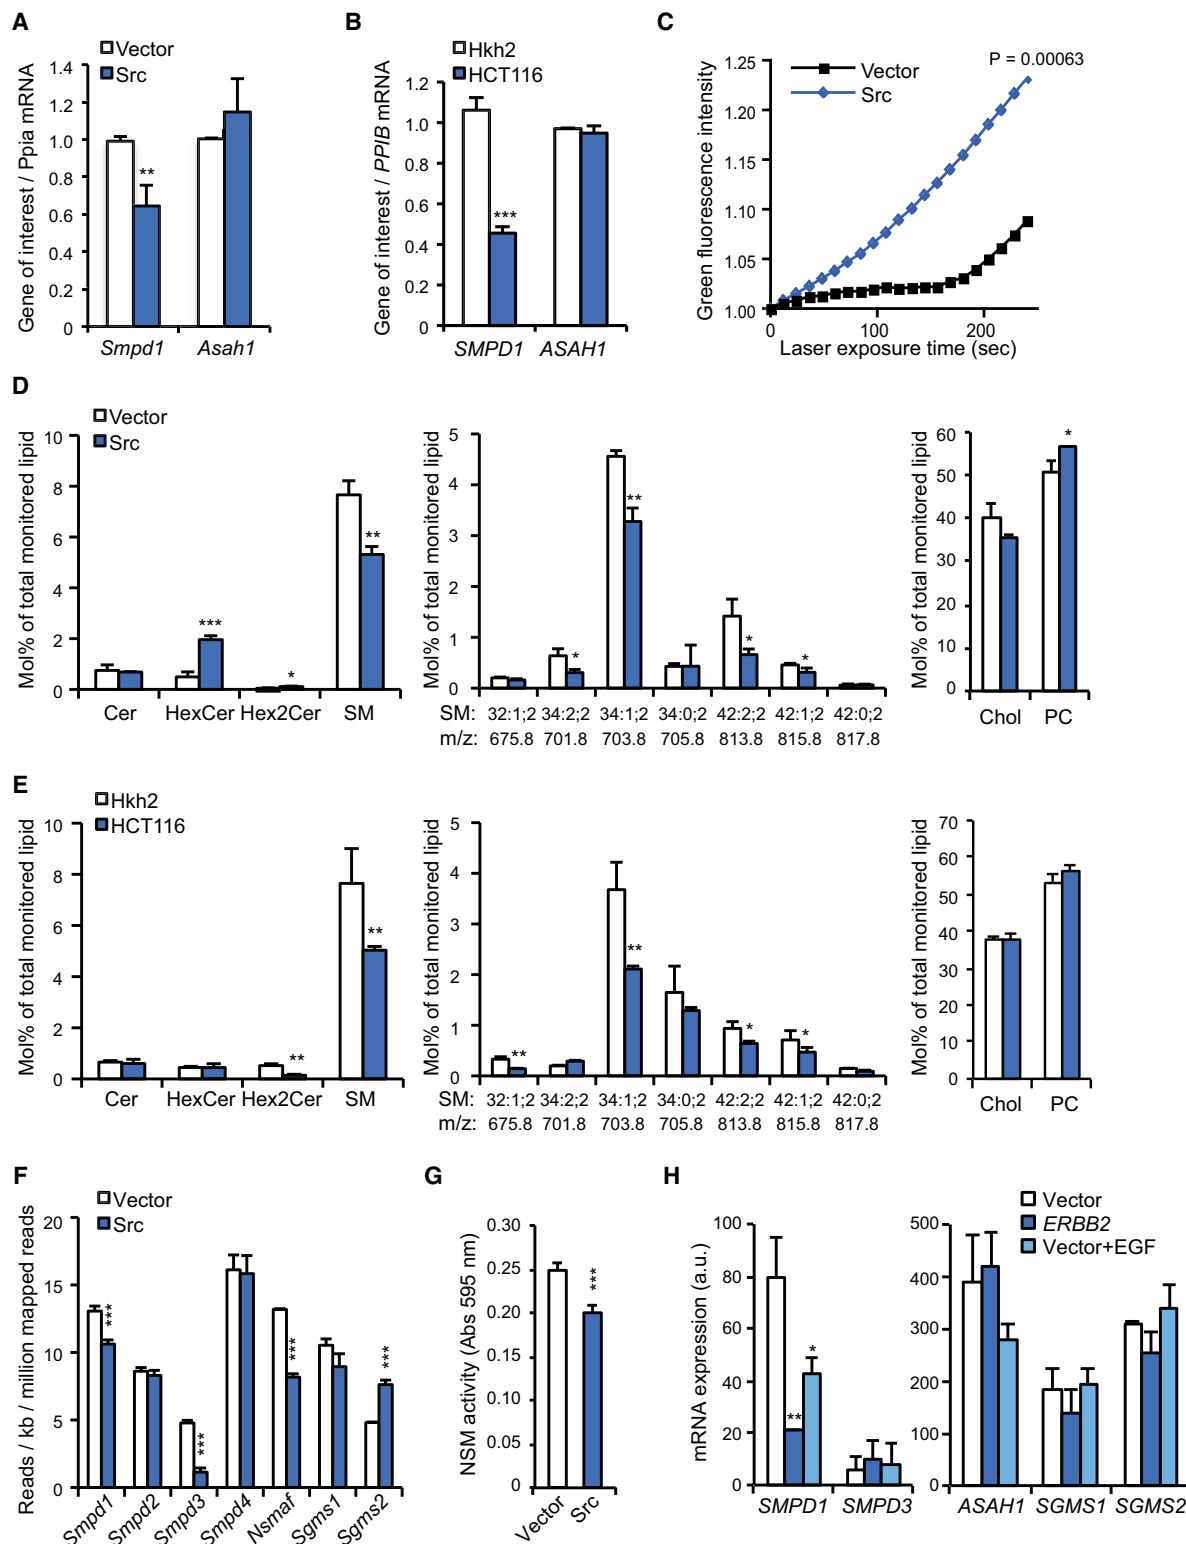 A
Vector
Src
Gene of interest / Ppia mRNA
1.4
1.2
1.0
0.8
0.6
0.4
0.2
0
**
Smpd1 Asah1
B
Hkh2
HCT116
Gene of interest / PPIB mRNA
1.2
1.0
0.8
0.6
0.4
0.2
0
***
SMPD1 ASAH1
C
Vector
Src
P = 0.00063
Green fluorescence intensity
1.25
1.20
1.15
1.10
1.05
1.00
0 100 200
Laser exposure time (sec)
D
Vector
Src
Mol% of total monitored lipid
10
8
6
4
2
0
***
*
**
Cer HexCer Hex2Cer SM
Mol% of total monitored lipid
5
4
3
2
1
0
*
**
*
*
SM: 32:1;2 34:2;2 34:1;2 34:0;2 42:2;2 42:1;2 42:0;2
m/z: 675.8 701.8 703.8 705.8 813.8 815.8 817.8
Mol% of total monitored lipid
60
50
40
30
20
10
0
*
Chol PC
E
Hkh2
HCT116
Mol% of total monitored lipid
10
8
6
4
2
0
**
**
Cer HexCer Hex2Cer SM
Mol% of total monitored lipid
5
4
3
2
1
0
**
**
*
*
SM: 32:1;2 34:2;2 34:1;2 34:0;2 42:2;2 42:1;2 42:0;2
m/z: 675.8 701.8 703.8 705.8 813.8 815.8 817.8
Mol% of total monitored lipid
70
60
50
40
30
20
10
0
Chol PC
F
Vector
Src
Reads / kb / million mapped reads
20
15
10
5
0
***
***
***
***
Smpd1 Smpd2 Smpd3 Smpd4 Nsmaf Sgms1 Sgms2
G
NSM activity (Abs 595 nm)
0.30
0.25
0.20
0.15
0.10
0.05
0
***
Vector Src
H
Vector
ERBB2
Vector+EGF
mRNA expression (a.u.)
100
80
60
40
20
0
**
*
SMPD1 SMPD3
500
400
300
200
100
0
ASAH1 SGMS1 SGMS2